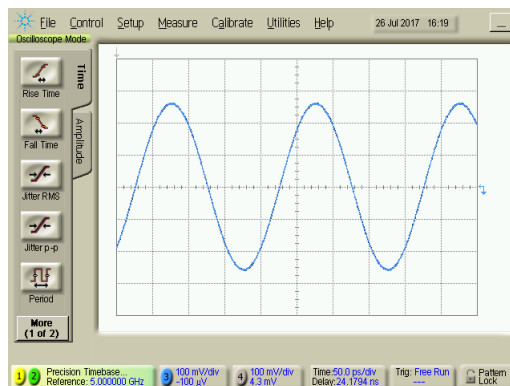 File Control Setup Measure Calibrate Utilities Help 26 Jul 2017 16:19
Oscilloscope Mode
Time
Amplitude
Rise Time
Fall Time
Jitter RMS
Jitter p-p
Period
More
(1 of 2)
1 2 Precision Timebase... 3 100 mV/div 4 100 mV/div Time:50.0 ps/div Trig: Free Run Pattern
Reference: 5.000000 GHz -100 µV 4.3 mV Delay:24.1794 ns --- Lock